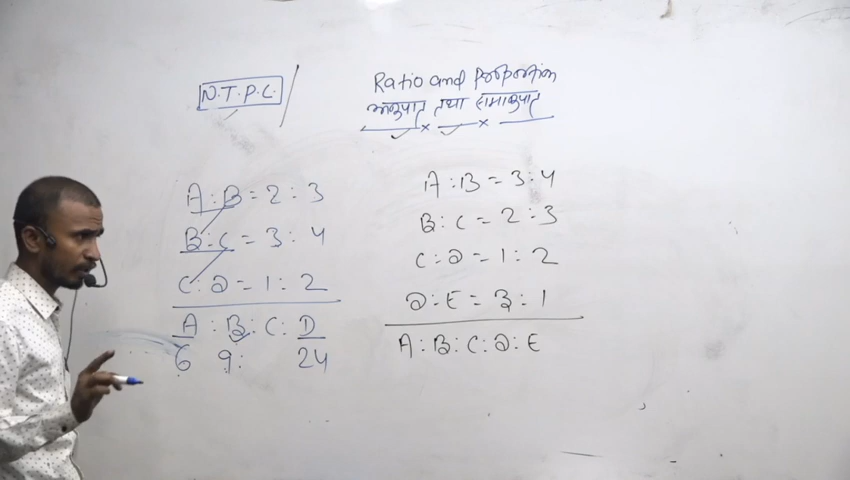 N.T.P.C.
Ratio and Proportion
अनुपात तथा समानुपात
A : B = 2 : 3
B : C = 3 : 4
C : D = 1 : 2
A : B : C : D
6 9 : 24
A : B = 3 : 4
B : C = 2 : 3
C : D = 1 : 2
D : E = 3 : 1
A : B : C : D : E